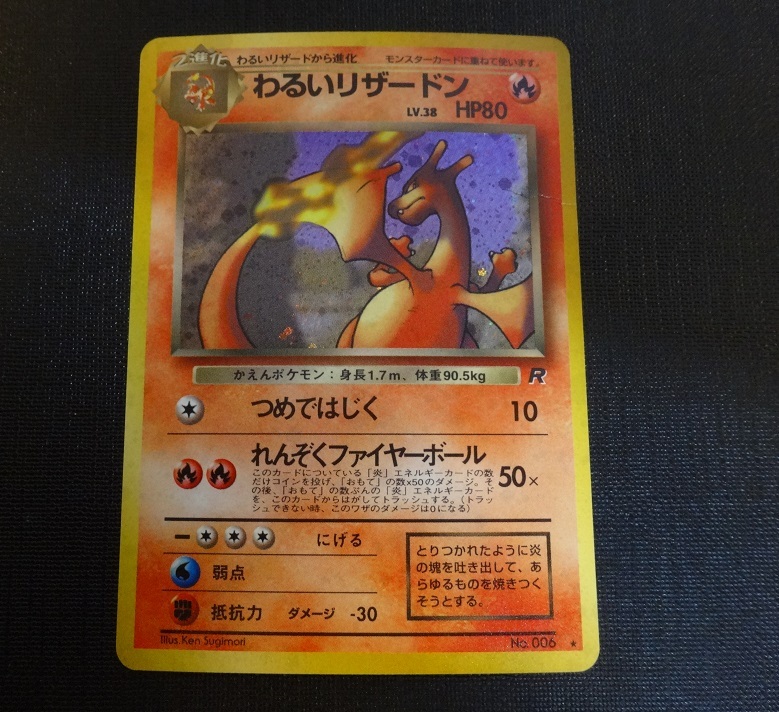 2進化 わるいリザードから進化 モンスターカードに重ねて使います。
わるいリザードン
LV.38 HP80
かえんポケモン：身長1.7m、体重90.5kg R
つめではじく 10
れんぞくファイヤーボール
このカードについている「炎」エネルギーカードの数
だけコインを投げ、「おもて」の数×50のダメージ。そ
の後、「おもて」の数ぶんの「炎」エネルギーカード
を、このカードからはがしてトラッシュする。（トラッ
シュできない時、このワザのダメージは0になる）
50×
− にげる
弱点
抵抗力 ダメージ -30
とりつかれたように炎
の塊を吐き出して、あ
らゆるものを焼きつく
そうとする。
Illus. Ken Sugimori No. 006 ★